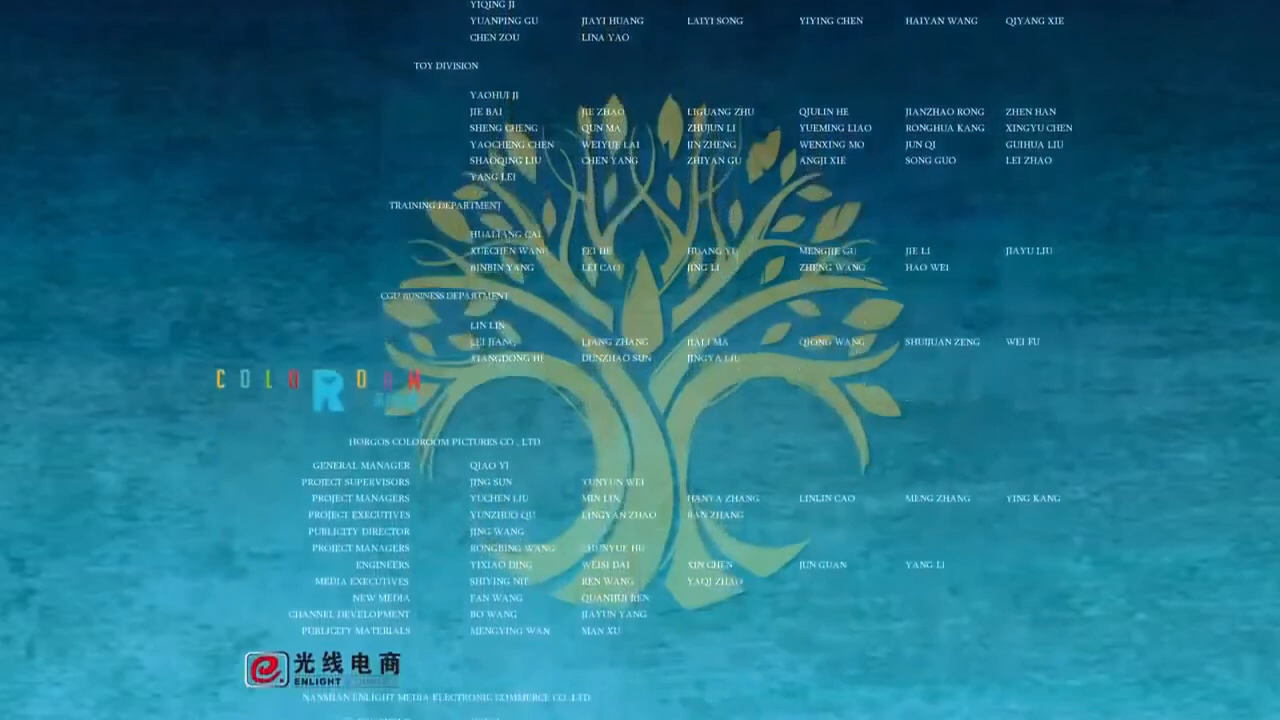 YIQING JI
YUANPING GU JIAYI HUANG LAIYI SONG YIYING CHEN HAIYAN WANG QIYANG XIE
CHEN ZOU LINA YAO
TOY DIVISION
YAOHUI JI
JIE BAI JIE ZHAO LIGUANG ZHU QIULIN HE JIANZHAO RONG ZHEN HAN
SHENG CHENG QUN MA ZHUJUN LI YUEMING LIAO RONGHUA KANG XINGYU CHEN
YAOCHENG CHEN WEIYUE LAI JIN ZHENG WENXING MO JUN QI GUIHUA LIU
SHAOQING LIU CHEN YANG ZHIYAN GU ANGJI XIE SONG GUO LEI ZHAO
YANG LEI
TRAINING DEPARTMENT
HUALIANG CAI
XUECHEN WANG FEI HE HUANG YU MENGJIE GU JIE LI JIAYU LIU
BINBIN YANG LEI CAO JING LI ZHENG WANG HAO WEI
CGU BUSINESS DEPARTMENT
LIN LIN
LEI JIANG LIANG ZHANG JIALI MA QIONG WANG SHUIJUAN ZENG WEI FU
XIANGDONG HE DUNZHAO SUN JINGYA LIU
COLOROOM
HORGOS COLOROOM PICTURES CO , LTD
GENERAL MANAGER QIAO YI
PROJECT SUPERVISORS JING SUN YUNYUN WEI
PROJECT MANAGERS YUCHEN LIU MIN LIN HANYA ZHANG LINLIN CAO MENG ZHANG YING KANG
PROJECT EXECUTIVES YUNZHUO QU LINGYAN ZHAO ZHANG
PUBLICITY DIRECTOR JING WANG
PROJECT MANAGERS RONGBING WANG CHUNYUE HU
ENGINEERS YIXIAO DING WEISI DAI XIN CHEN JUN GUAN YANG LI
MEDIA EXECUTIVES SHIYING NIE REN WANG YAQI ZHAO
NEW MEDIA FAN WANG QUANHUI REN
CHANNEL DEVELOPMENT BO WANG JIAYUN YANG
PUBLICITY MATERIALS MENGYING WAN MAN XU
光线电商
ENLIGHT
NANSHAN ENLIGHT MEDIA ELECTRONIC COMMERCE CO .,LTD